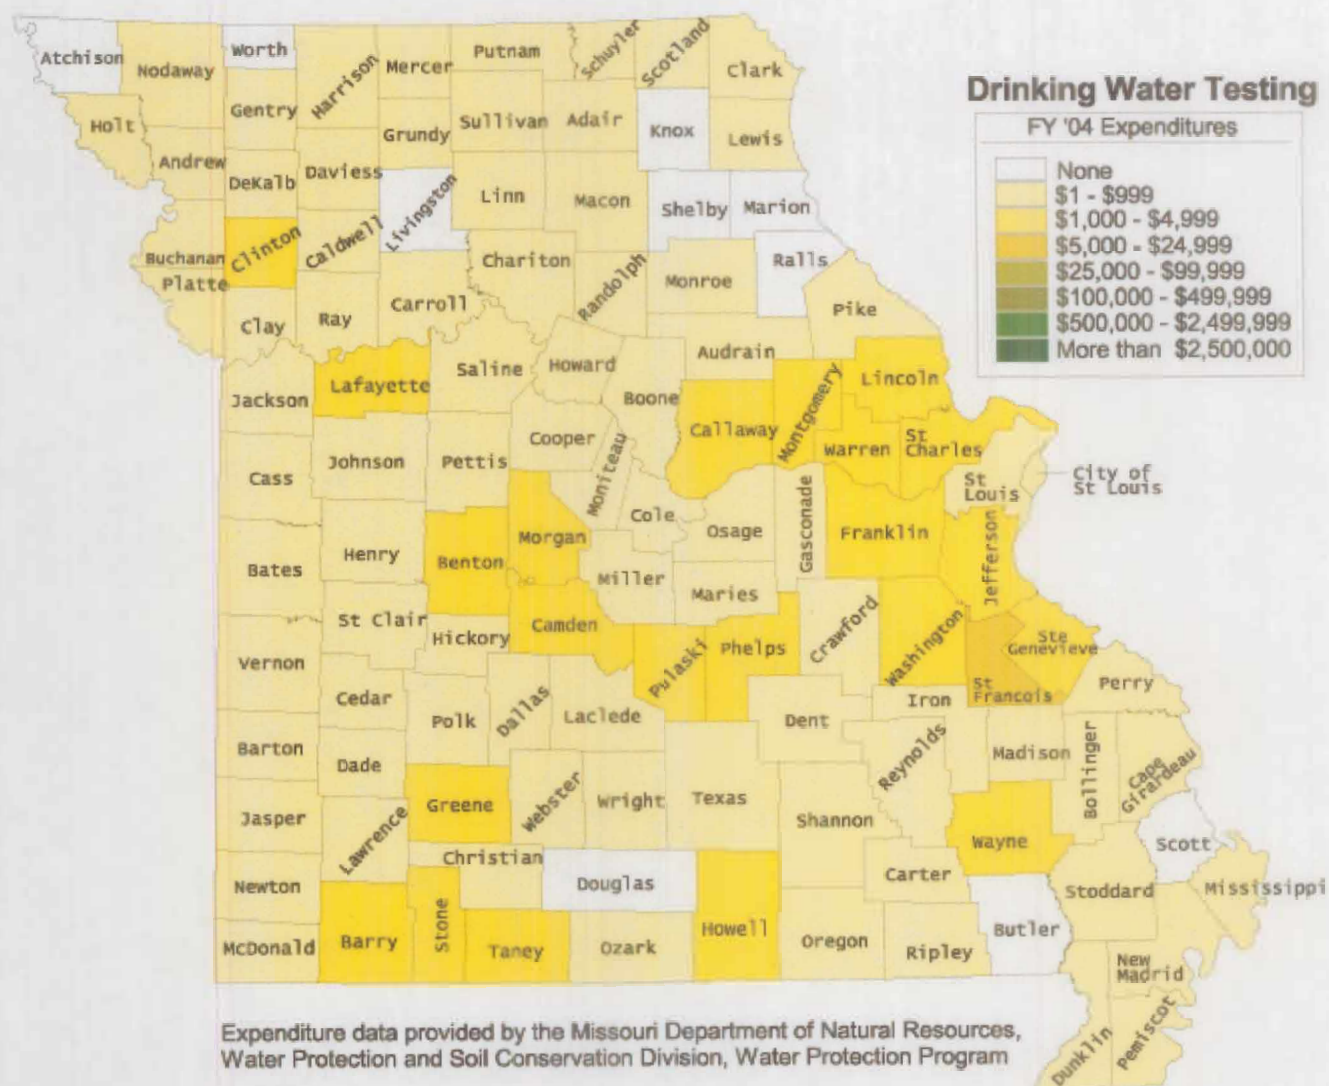 Drinking Water Testing
FY '04 Expenditures
None
$1 - $999
$1,000 - $4,999
$5,000 - $24,999
$25,000 - $99,999
$100,000 - $499,999
$500,000 - $2,499,999
More than $2,500,000
Atchison
Nodaway
Worth
Harrison
Mercer
Putnam
Schuyler
Scotland
Clark
Holt
Gentry
Grundy
Sullivan
Adair
Knox
Lewis
Andrew
DeKalb
Daviess
Livingston
Linn
Macon
Shelby
Marion
Buchanan
Clinton
Caldwell
Chariton
Randolph
Monroe
Ralls
Platte
Clay
Ray
Carroll
Pike
Audrain
Jackson
Lafayette
Saline
Howard
Boone
Callaway
Montgomery
Lincoln
Cass
Johnson
Pettis
Cooper
Moniteau
Warren
St
Charles
St
Louis
City of
St Louis
Cole
Osage
Gasconade
Franklin
Jefferson
Bates
Henry
Benton
Morgan
Miller
Maries
St Clair
Hickory
Camden
Pulaski
Phelps
Crawford
Washington
Ste
Genevieve
St
Francois
Perry
Vernon
Cedar
Polk
Dallas
Laclede
Dent
Iron
Reynolds
Madison
Bollinger
Cape
Girardeau
Barton
Dade
Greene
Webster
Wright
Texas
Shannon
Wayne
Scott
Jasper
Lawrence
Christian
Douglas
Howell
Carter
Stoddard
Mississippi
Newton
McDonald
Barry
Stone
Taney
Ozark
Oregon
Ripley
Butler
New
Madrid
Dunklin
Pemiscot
Expenditure data provided by the Missouri Department of Natural Resources,
Water Protection and Soil Conservation Division, Water Protection Program